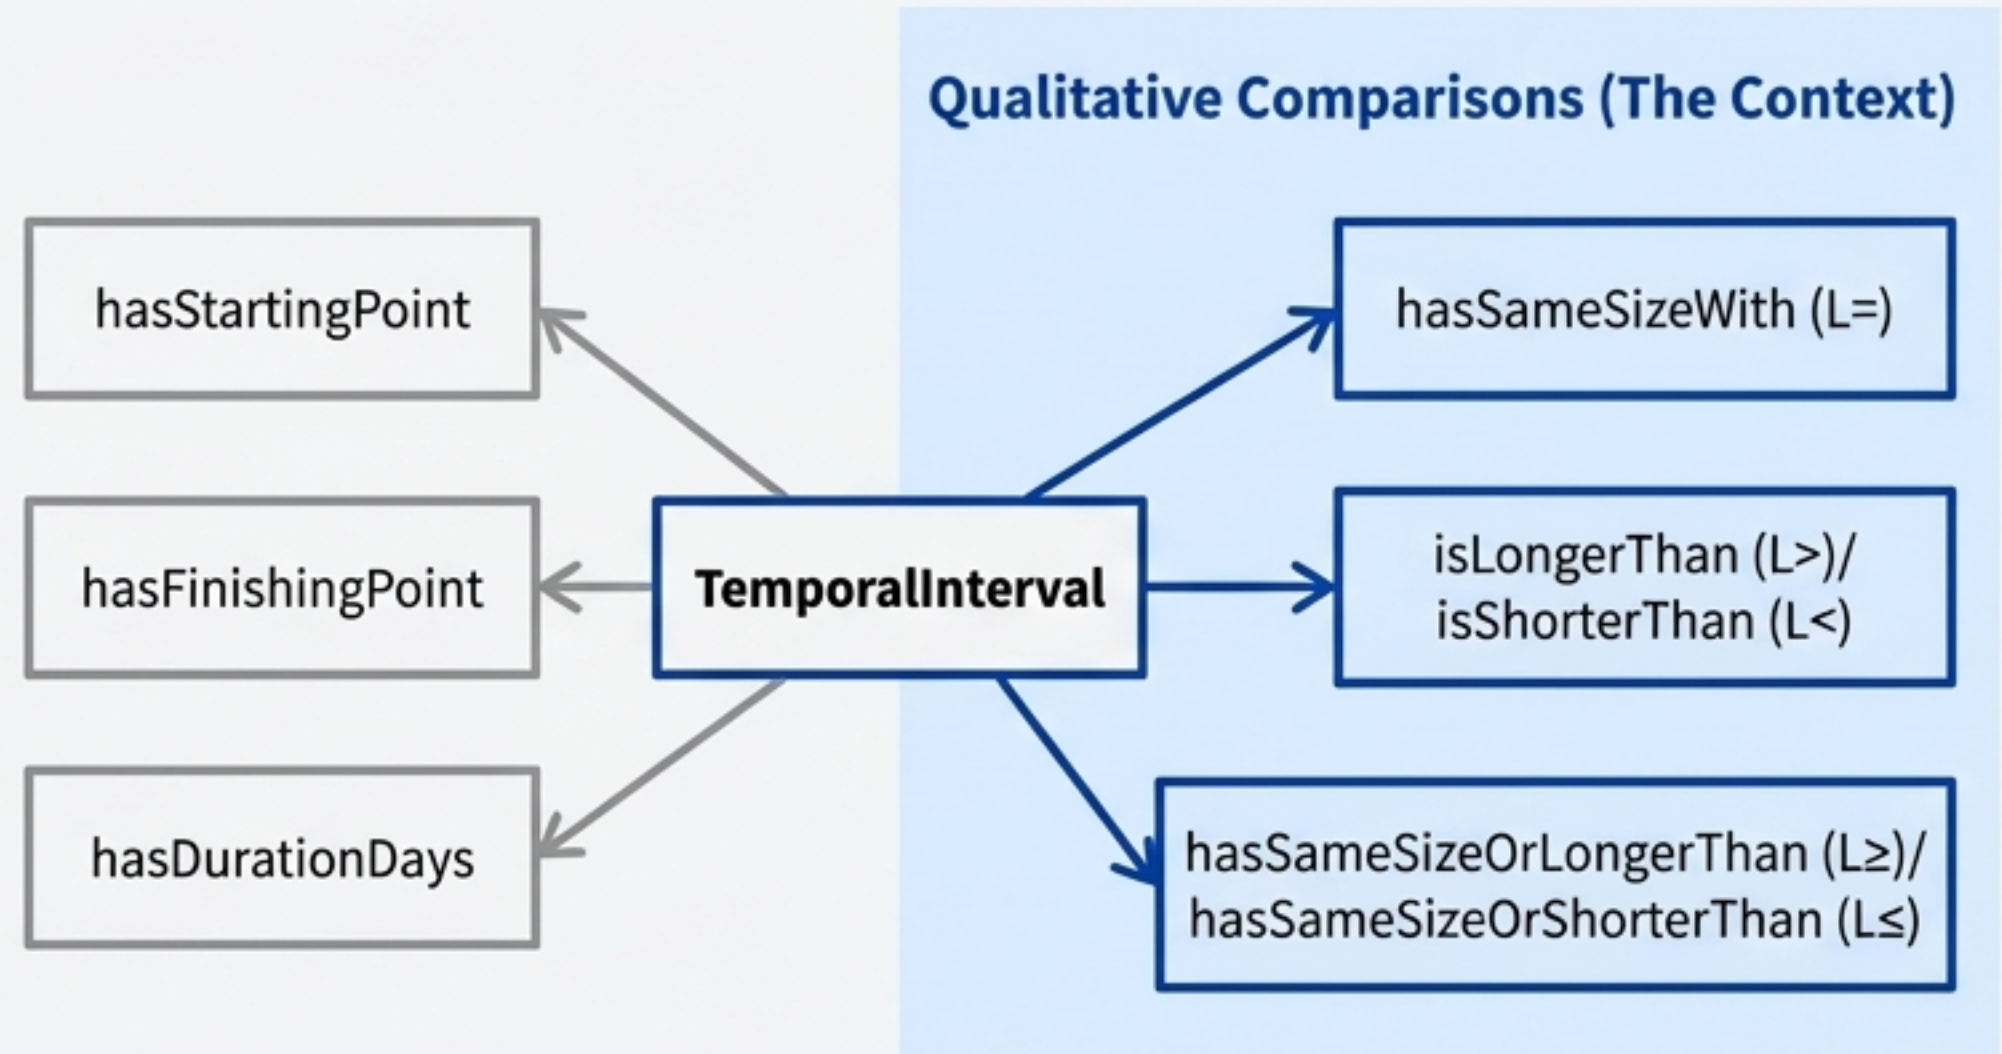 Qualitative Comparisons (The Context)
hasStartingPoint
hasFinishingPoint
hasDurationDays
TemporalInterval
hasSameSizeWith (L=)
isLongerThan (L>)/
isShorterThan (L<)
hasSameSizeOrLongerThan (L≥)/
hasSameSizeOrShorterThan (L≤)